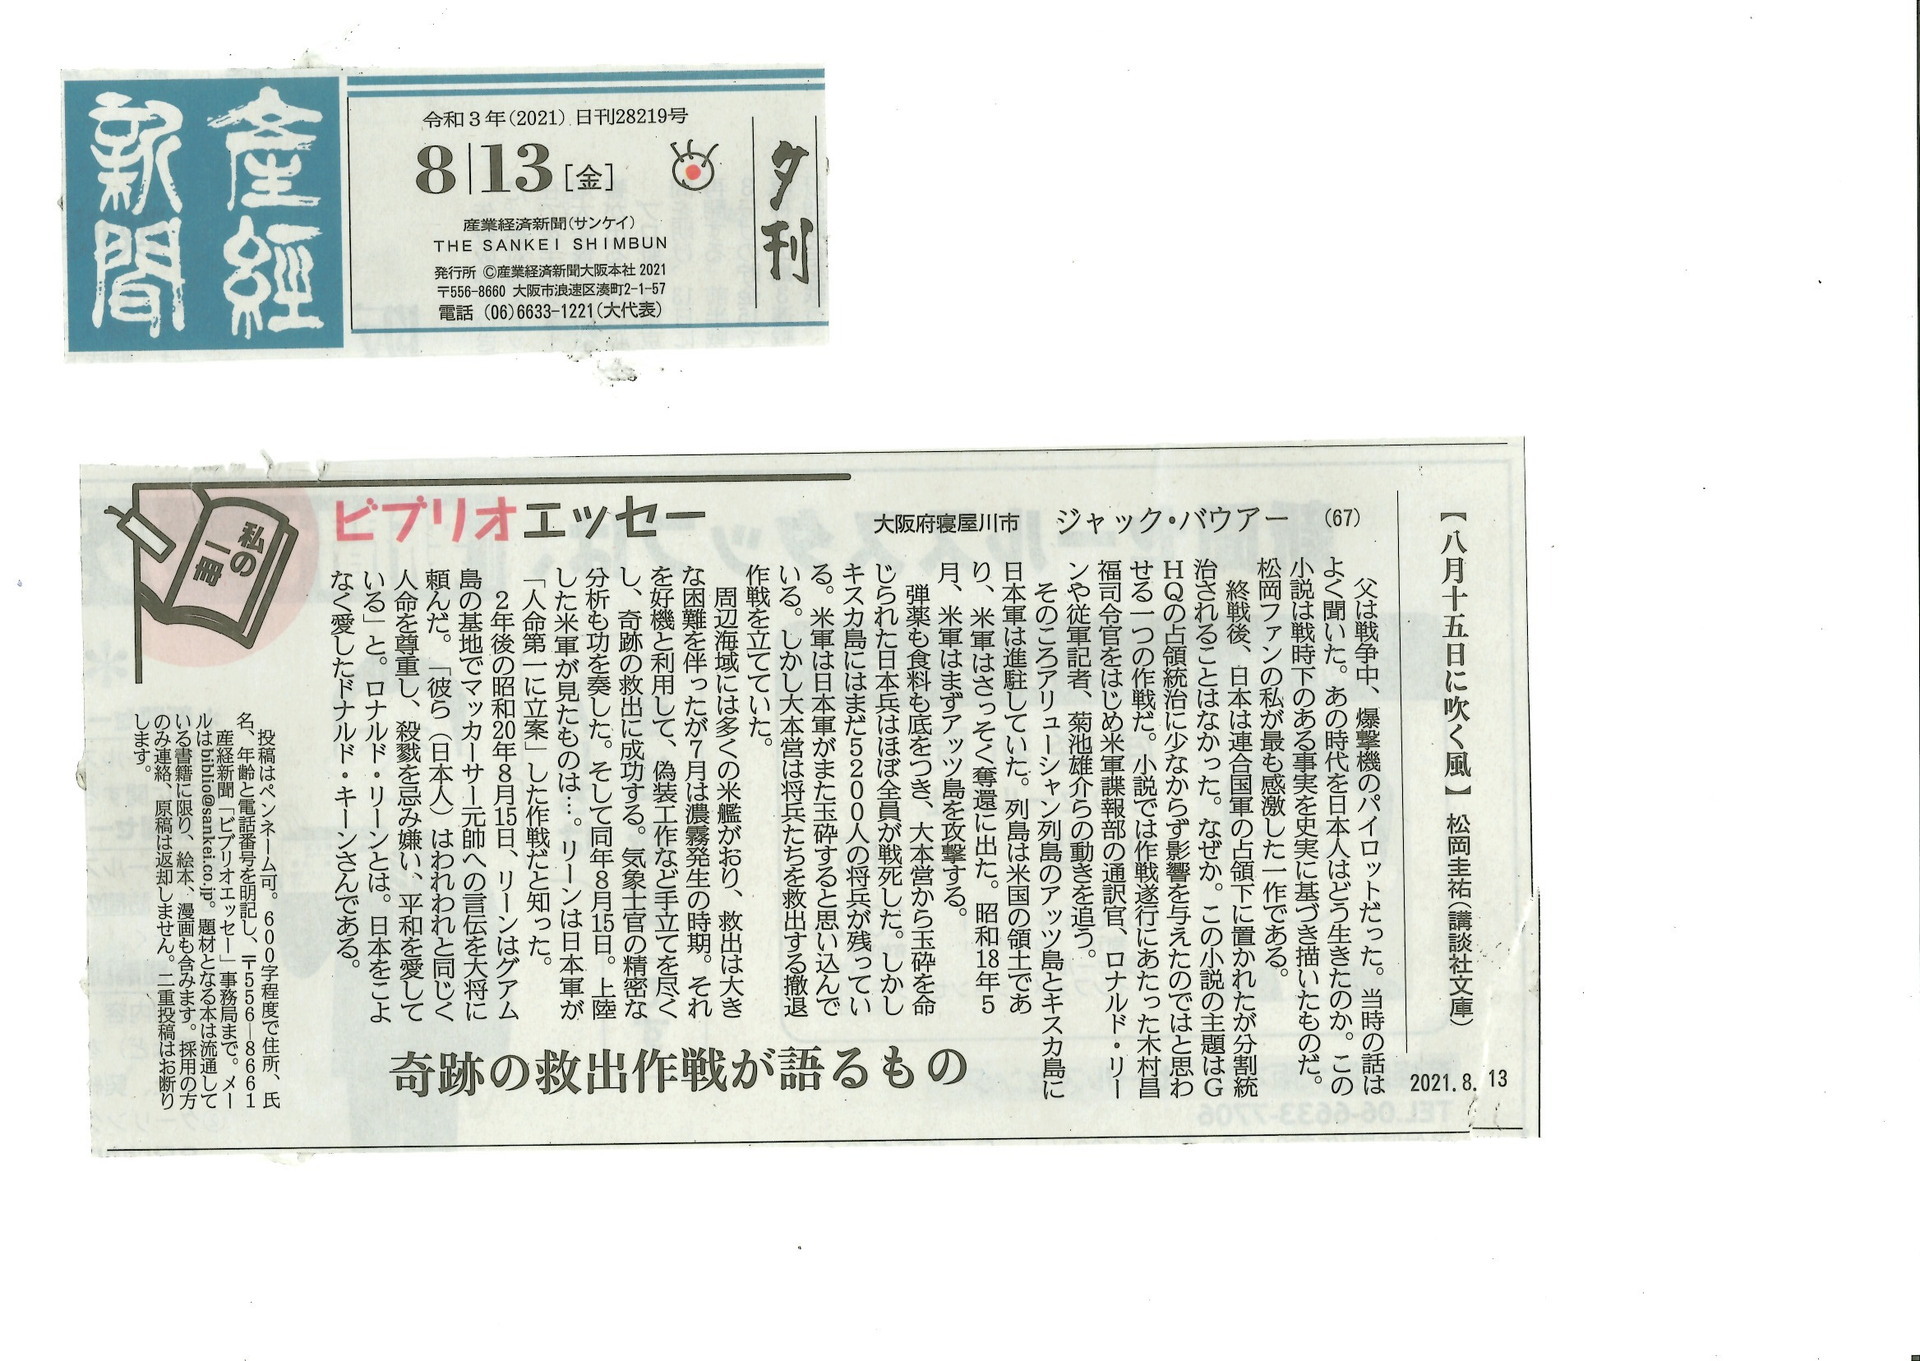 産経新聞
令和3年(2021) 日刊28219号
8|13[金]
産業経済新聞(サンケイ)
THE SANKEI SHIMBUN
発行所 ©産業経済新聞大阪本社 2021
〒556-8660 大阪市浪速区湊町2-1-57
電話 (06)6633-1221(大代表)
夕刊
ビブリオエッセー
私の一冊
大阪府寝屋川市 ジャック・バウアー (67)
【八月十五日に吹く風】松岡圭祐(講談社文庫)
2021.8.13
奇跡の救出作戦が語るもの
父は戦争中、爆撃機のパイロットだった。当時の話は
よく聞いた。あの時代を日本人はどう生きたのか。この
小説は戦時下のある事実を史実に基づき描いたものだ。
松岡ファンの私が最も感激した一作である。
終戦後、日本は連合国軍の占領下に置かれたが分割統
治されることはなかった。なぜか。この小説の主題はG
HQの占領統治に少なからず影響を与えたのではと思わ
せる一つの作戦だ。小説では作戦遂行にあたった木村昌
福司令官をはじめ米軍諜報部の通訳官、ロナルド・リー
ンや従軍記者、菊池雄介らの動きを追う。
そのころアリューシャン列島のアッツ島とキスカ島に
日本軍は進駐していた。列島は米国の領土であ
り、米軍はさっそく奪還に出た。昭和18年5
月、米軍はまずアッツ島を攻撃する。
弾薬も食料も底をつき、大本営から玉砕を命
じられた日本兵はほぼ全員が戦死した。しかし
キスカ島にはまだ5200人の将兵が残ってい
る。米軍は日本軍がまた玉砕すると思い込んで
いる。しかし大本営は将兵たちを救出する撤退
作戦を立てていた。
周辺海域には多くの米艦がおり、救出は大き
な困難を伴ったが7月は濃霧発生の時期。それ
を好機と利用して、偽装工作など手立てを尽く
し、奇跡の救出に成功する。気象士官の精密な
分析も功を奏した。そして同年8月15日。上陸
した米軍が見たものは…。リーンは日本軍が
「人命第一に立案」した作戦だと知った。
2年後の昭和20年8月15日、リーンはグアム
島の基地でマッカーサー元帥への言伝を大将に
頼んだ。「彼ら(日本人)はわれわれと同じく
人命を尊重し、殺戮を忌み嫌い、平和を愛して
いる」と。ロナルド・リーンとは。日本をこよ
なく愛したドナルド・キーンさんである。
投稿はペンネーム可。600字程度で住所、氏
名、年齢と電話番号を明記し、〒556―8661
産経新聞「ビブリオエッセー」事務局まで。メー
ルはbiblio@sankei.co.jp。題材となる本は流通して
いる書籍に限り、絵本、漫画も含みます。採用の方
のみ連絡、原稿は返却しません。二重投稿はお断り
します。